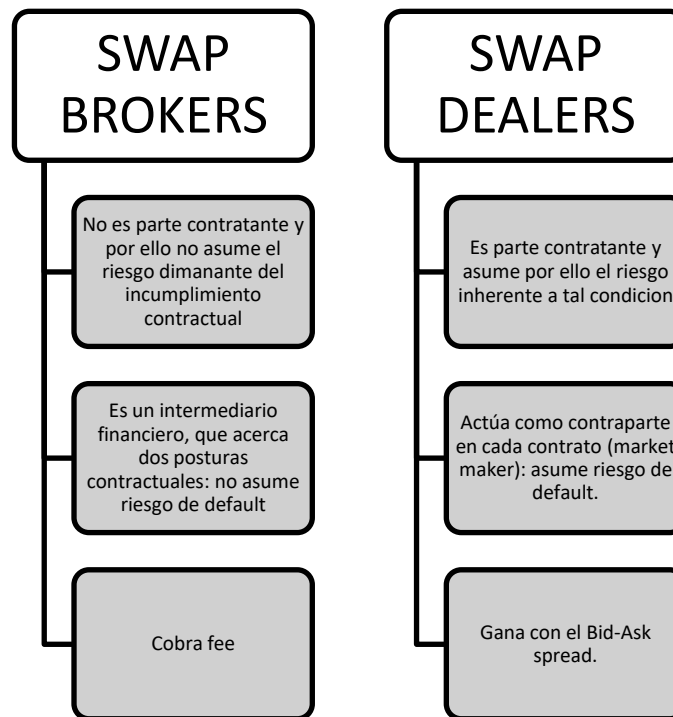 SWAP
BROKERS
No es parte contratante y
por ello no asume el
riesgo dimanante del
incumplimiento
contractual
Es un intermediario
financiero, que acerca
dos posturas
contractuales: no asume
riesgo de default
Cobra fee
SWAP
DEALERS
Es parte contratante y
asume por ello el riesgo
inherente a tal condicion
Actúa como contraparte
en cada contrato (market
maker): asume riesgo de
default.
Gana con el Bid-Ask
spread.